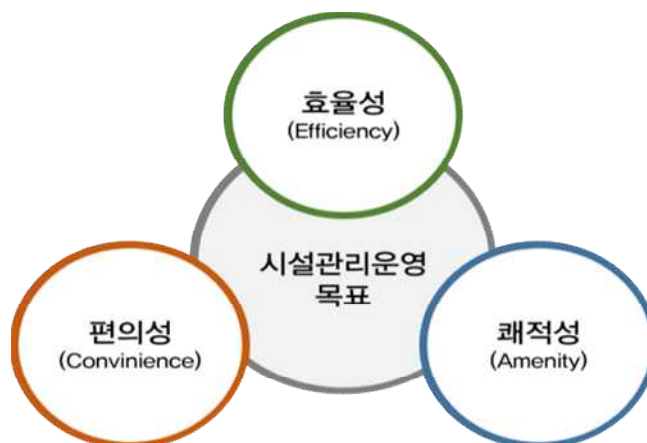 효율성
(Efficiency)
시설관리운영
목표
편의성
(Convinience)
쾌적성
(Amenity)